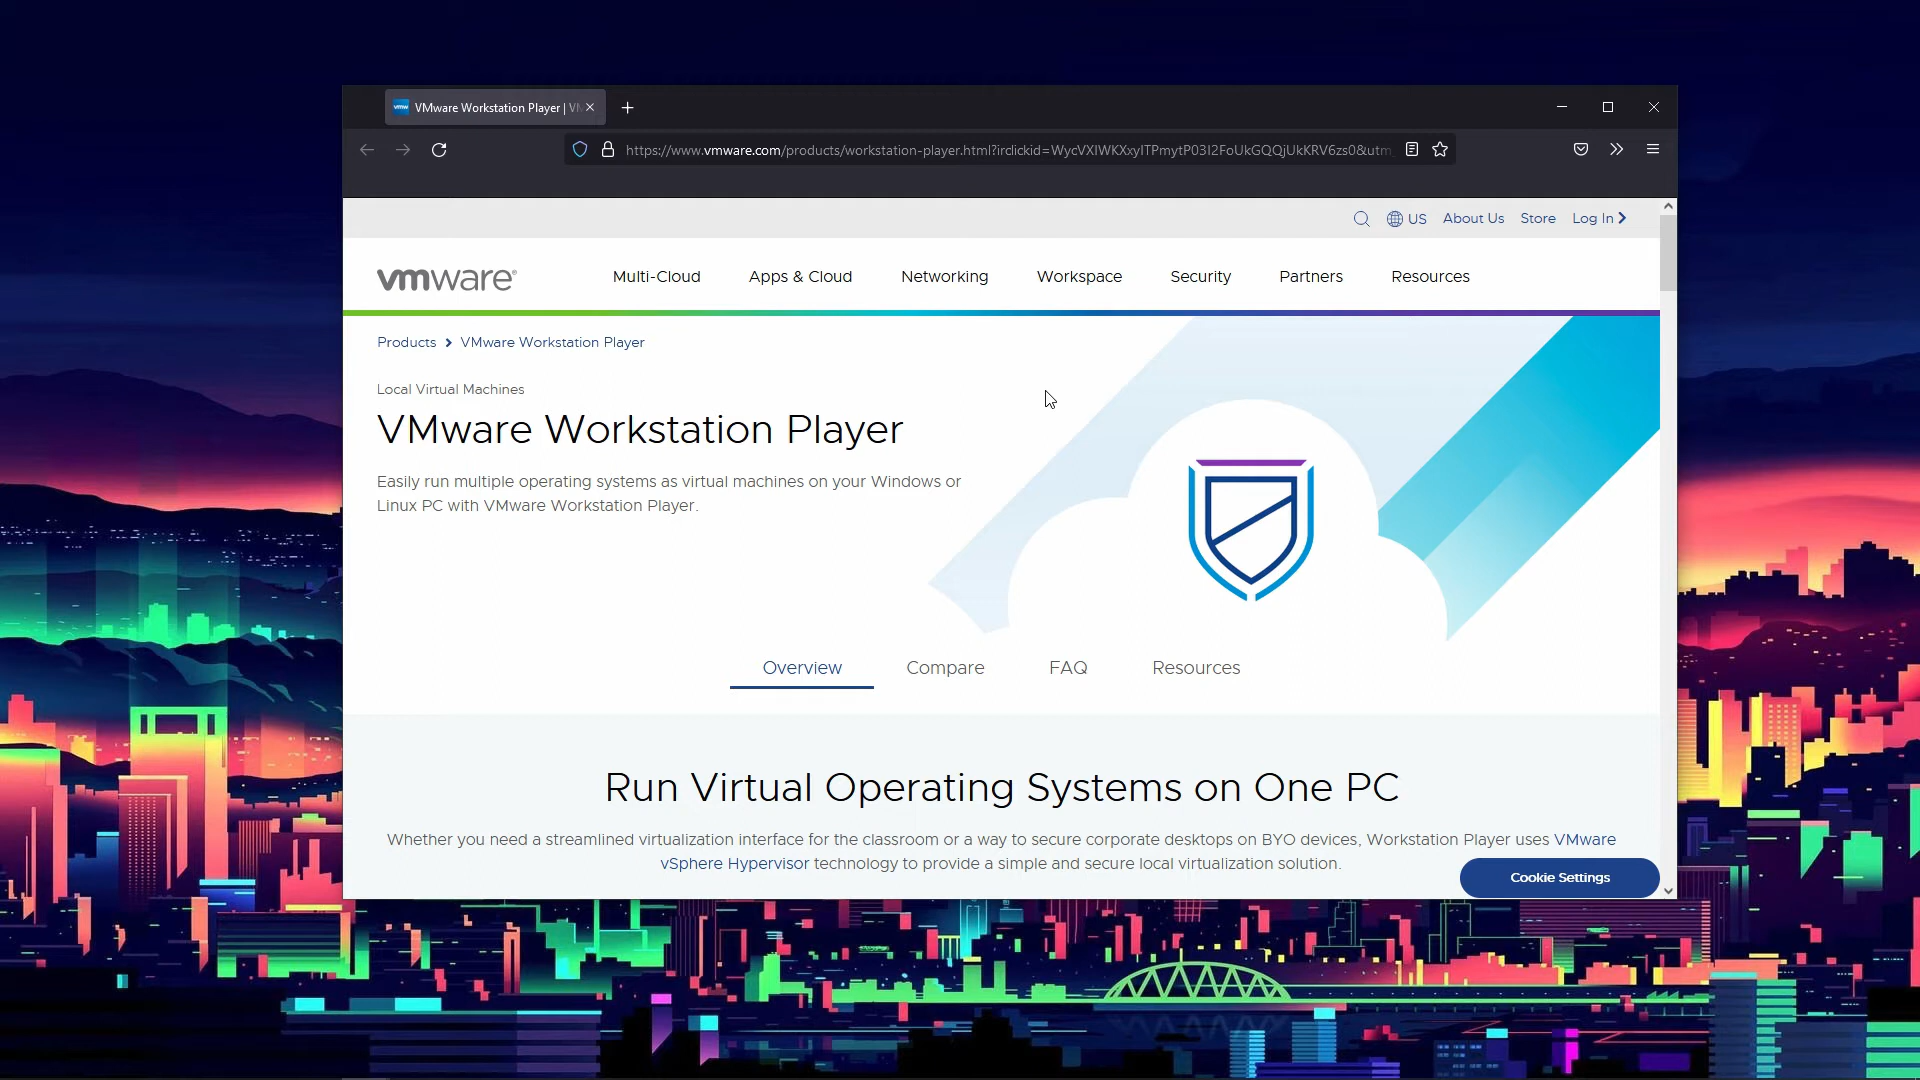 VMware Workstation Player | VM
https://www.vmware.com/products/workstation-player.html?irclickid=WycVXIWKXxyITPmytP03I2FoUkGQQjUkKRV6zs0&utm_
US About Us Store Log In
vmware®
Multi-Cloud Apps & Cloud Networking Workspace Security Partners Resources
Products VMware Workstation Player
Local Virtual Machines
VMware Workstation Player
Easily run multiple operating systems as virtual machines on your Windows or
Linux PC with VMware Workstation Player.
Overview Compare FAQ Resources
Run Virtual Operating Systems on One PC
Whether you need a streamlined virtualization interface for the classroom or a way to secure corporate desktops on BYO devices, Workstation Player uses VMware
vSphere Hypervisor technology to provide a simple and secure local virtualization solution.
Cookie Settings